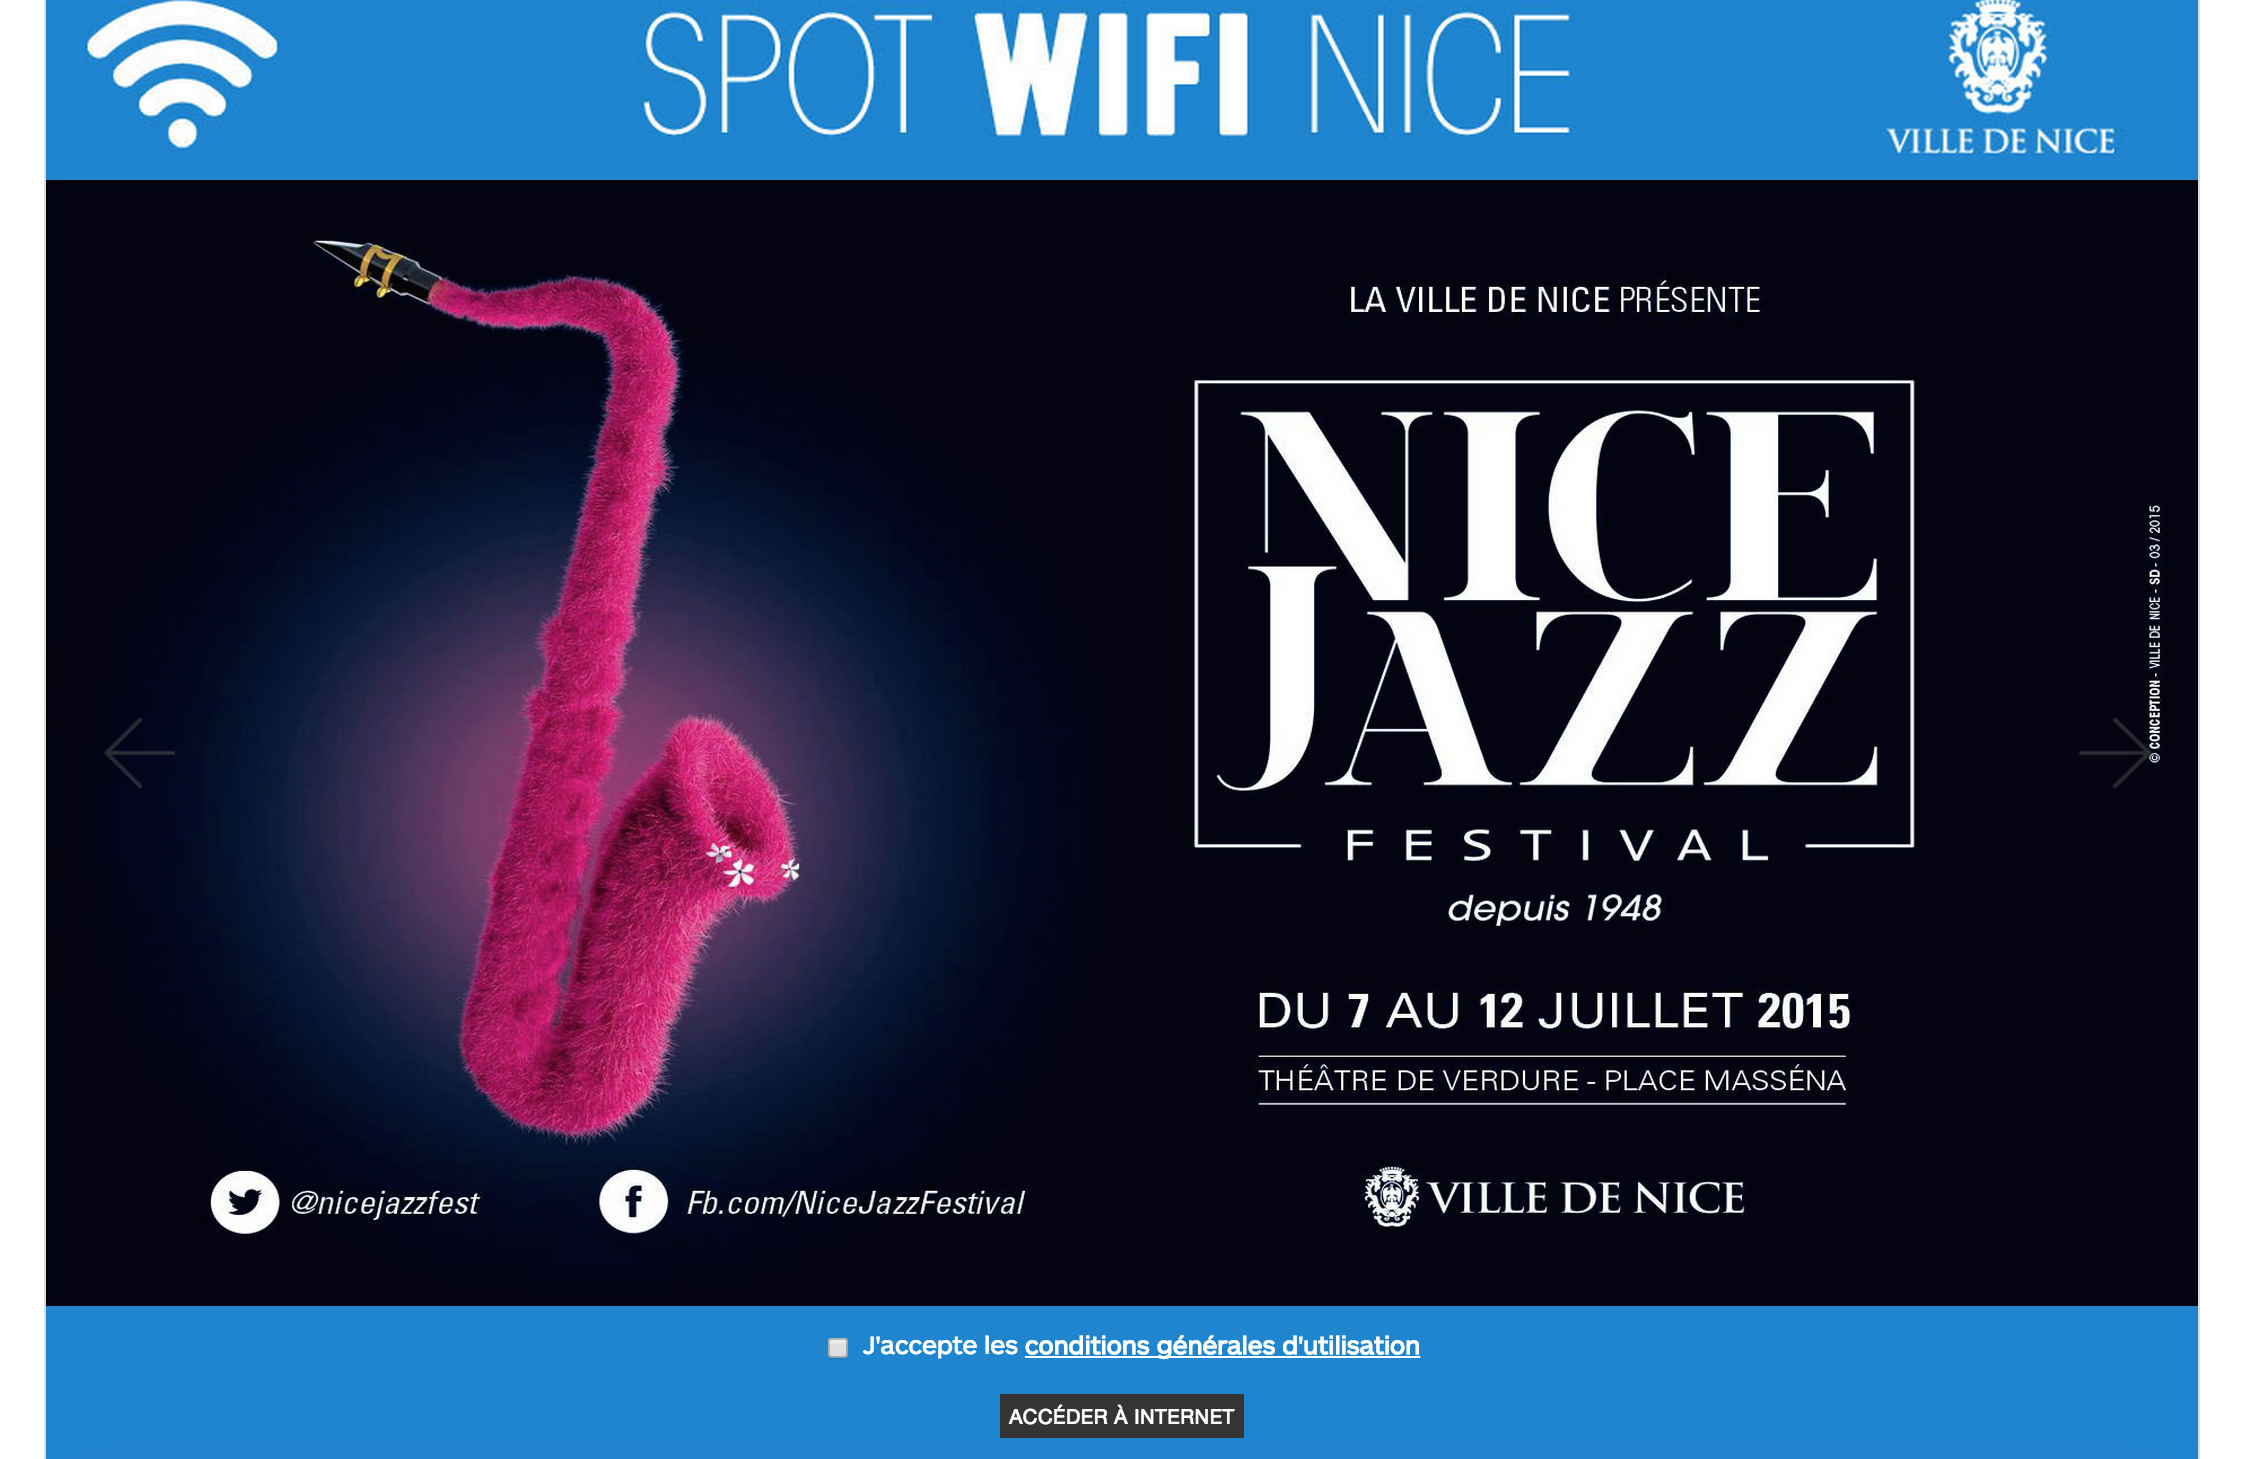 SPOT WIFI NICE
VILLE DE NICE
LA VILLE DE NICE PRÉSENTE
NICE
JAZZ
FESTIVAL
depuis 1948
DU 7 AU 12 JUILLET 2015
THÉÂTRE DE VERDURE - PLACE MASSÉNA
VILLE DE NICE
@nicejazzfest
Fb.com/NiceJazzFestival
© CONCEPTION - VILLE DE NICE - SD - 03 / 2015
J'accepte les conditions générales d'utilisation
ACCÉDER À INTERNET